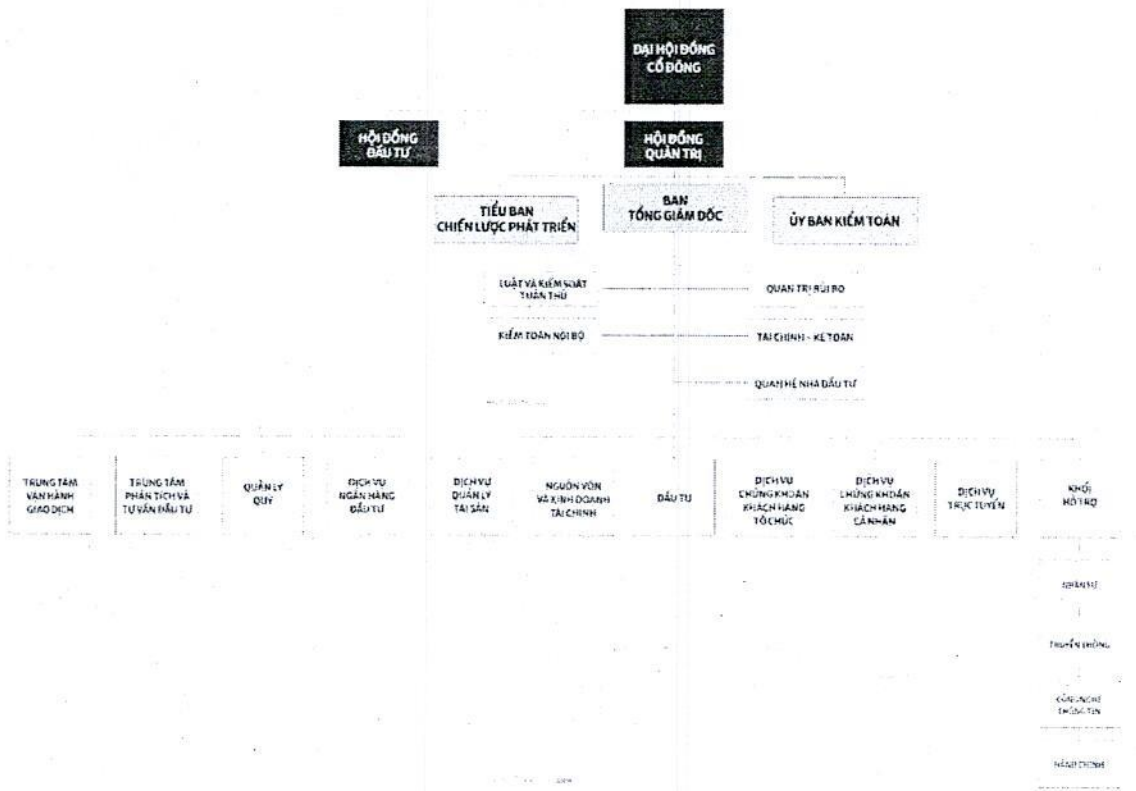 ĐẠI HỘI ĐỒNG
CỔ ĐÔNG
HỘI ĐỒNG
ĐẦU TƯ
HỘI ĐỒNG
QUẢN TRỊ
TIỂU BAN
CHIẾN LƯỢC PHÁT TRIỂN
BAN
TỔNG GIÁM ĐỐC
ỦY BAN KIỂM TOÁN
LUẬT VÀ KIỂM SOÁT
TUÂN THỦ
QUẢN TRỊ RỦI RO
KIỂM TOÁN NỘI BỘ
TÀI CHÍNH - KẾ TOÁN
QUAN HỆ NHÀ ĐẦU TƯ
TRUNG TÂM
VẬN HÀNH
GIAO DỊCH
TRUNG TÂM
PHÂN TÍCH VÀ
TƯ VẤN ĐẦU TƯ
QUẢN LÝ
QUỸ
DỊCH VỤ
NGÂN HÀNG
ĐẦU TƯ
DỊCH VỤ
QUẢN LÝ
TÀI SẢN
NGUỒN VỐN
VÀ KINH DOANH
TÀI CHÍNH
ĐẦU TƯ
DỊCH VỤ
CHỨNG KHOÁN
KHÁCH HÀNG
TỔ CHỨC
DỊCH VỤ
CHỨNG KHOÁN
KHÁCH HÀNG
CÁ NHÂN
DỊCH VỤ
TRỰC TUYẾN
KHỐI
HỖ TRỢ
NHÂN SỰ
TRUYỀN THÔNG
CÔNG NGHỆ
THÔNG TIN
HÀNH CHÍNH